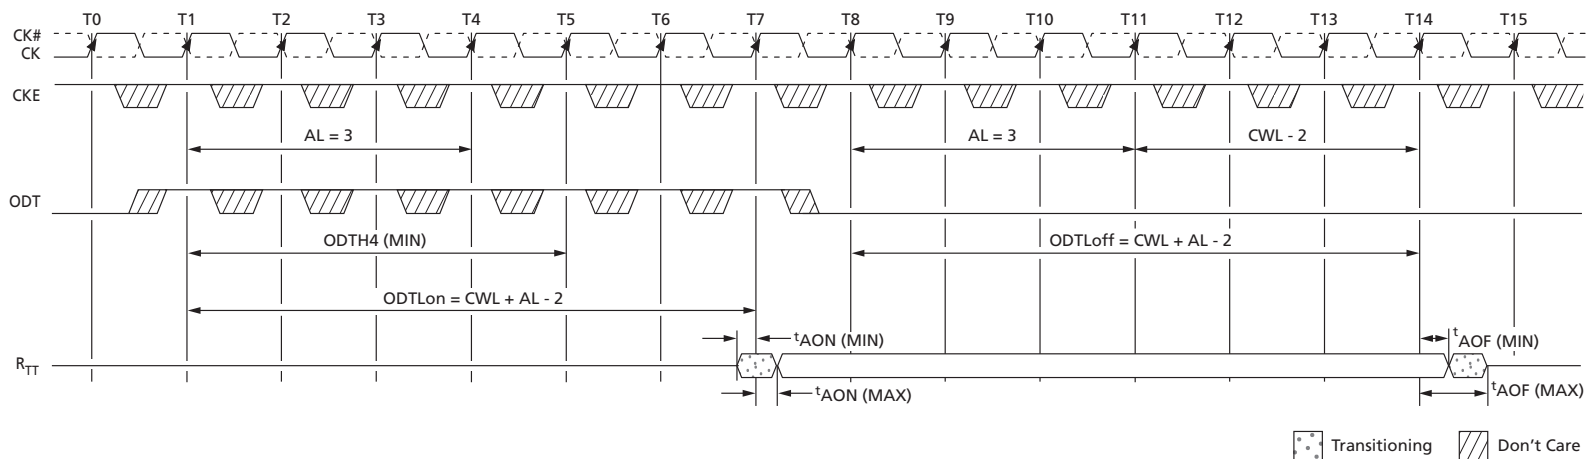 T0 T1 T2 T3 T4 T5 T6 T7 T8 T9 T10 T11 T12 T13 T14 T15
CK#
CK
CKE
AL = 3 AL = 3 CWL - 2
ODT
ODTH4 (MIN) ODTLoff = CWL + AL - 2
ODTLon = CWL + AL - 2
tAON (MIN) tAOF (MIN)
RTT
tAON (MAX) tAOF (MAX)
Transitioning Don't Care